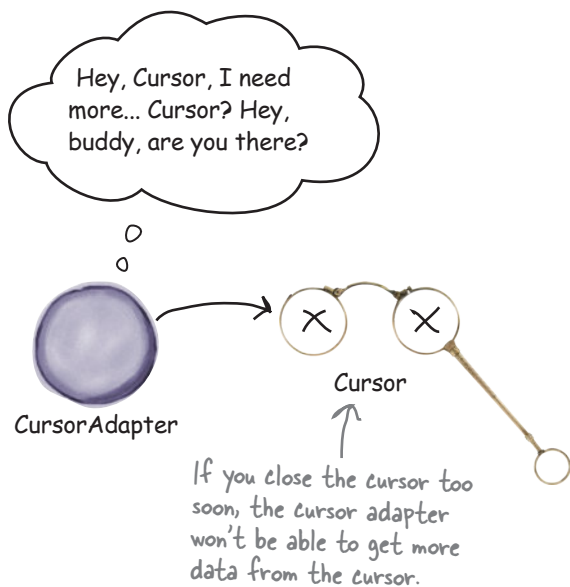 Hey, Cursor, I need
more... Cursor? Hey,
buddy, are you there?
Cursor
CursorAdapter
If you close the cursor too
soon, the cursor adapter
won't be able to get more
data from the cursor.